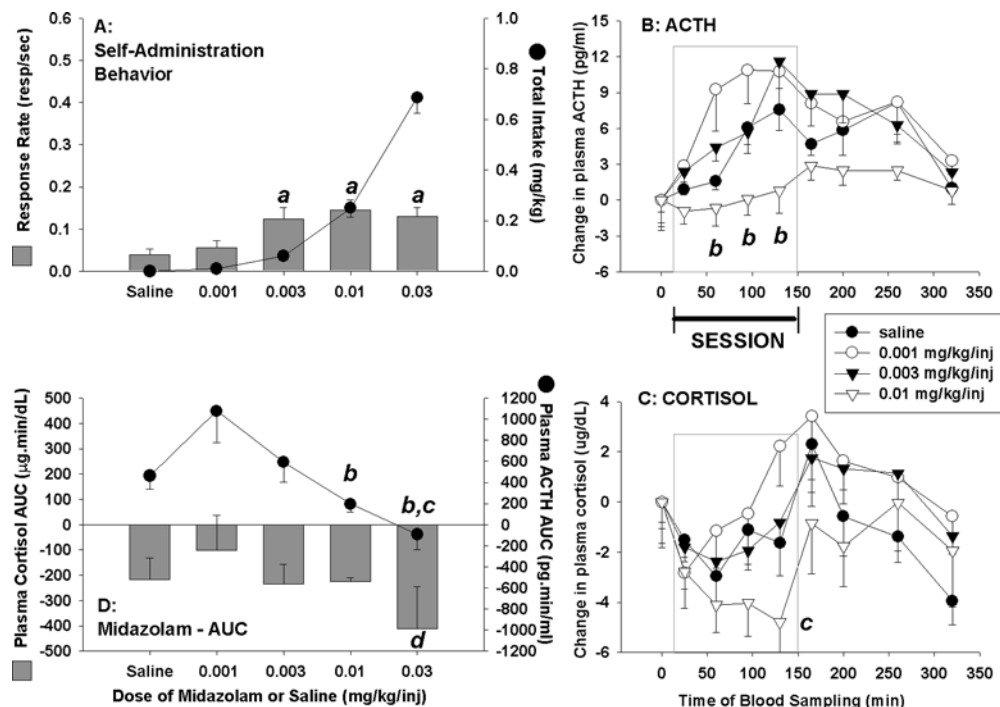 A:
Self-Administration
Behavior
Response Rate (resp/sec)
0.6
0.5
0.4
0.3
0.2
0.1
0.0
a
a
a
1.0
0.8
0.6
0.4
0.2
0.0
Total Intake (mg/kg)
Saline 0.001 0.003 0.01 0.03
B: ACTH
Change in plasma ACTH (pg/ml)
15
12
9
6
3
0
-3
-6
b b b
0 50 100 150 200 250 300 350
SESSION
saline
0.001 mg/kg/inj
0.003 mg/kg/inj
0.01 mg/kg/inj
Plasma Cortisol AUC (µg.min/dL)
500
400
300
200
100
0
-100
-200
-300
-400
-500
b
b,c
d
D:
Midazolam - AUC
1200
1000
800
600
400
200
0
-200
-400
-600
-800
-1000
-1200
Plasma ACTH AUC (pg.min/ml)
Saline 0.001 0.003 0.01 0.03
Dose of Midazolam or Saline (mg/kg/inj)
C: CORTISOL
Change in plasma cortisol (ug/dL)
4
2
0
-2
-4
-6
c
0 50 100 150 200 250 300 350
Time of Blood Sampling (min)